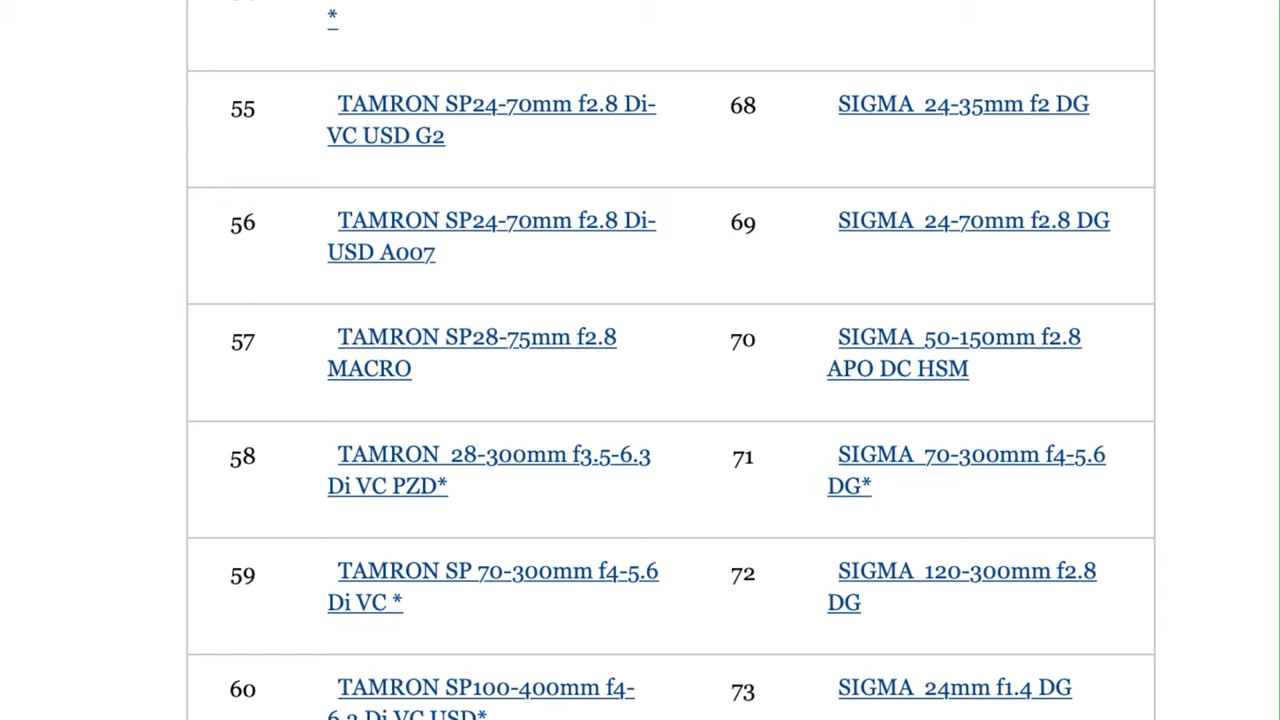 *
55 TAMRON SP24-70mm f2.8 Di- 68 SIGMA 24-35mm f2 DG
VC USD G2
56 TAMRON SP24-70mm f2.8 Di- 69 SIGMA 24-70mm f2.8 DG
USD A007
57 TAMRON SP28-75mm f2.8 70 SIGMA 50-150mm f2.8
MACRO APO DC HSM
58 TAMRON 28-300mm f3.5-6.3 71 SIGMA 70-300mm f4-5.6
Di VC PZD* DG*
59 TAMRON SP 70-300mm f4-5.6 72 SIGMA 120-300mm f2.8
Di VC * DG
60 TAMRON SP100-400mm f4- 73 SIGMA 24mm f1.4 DG
6.3 Di VC USD*